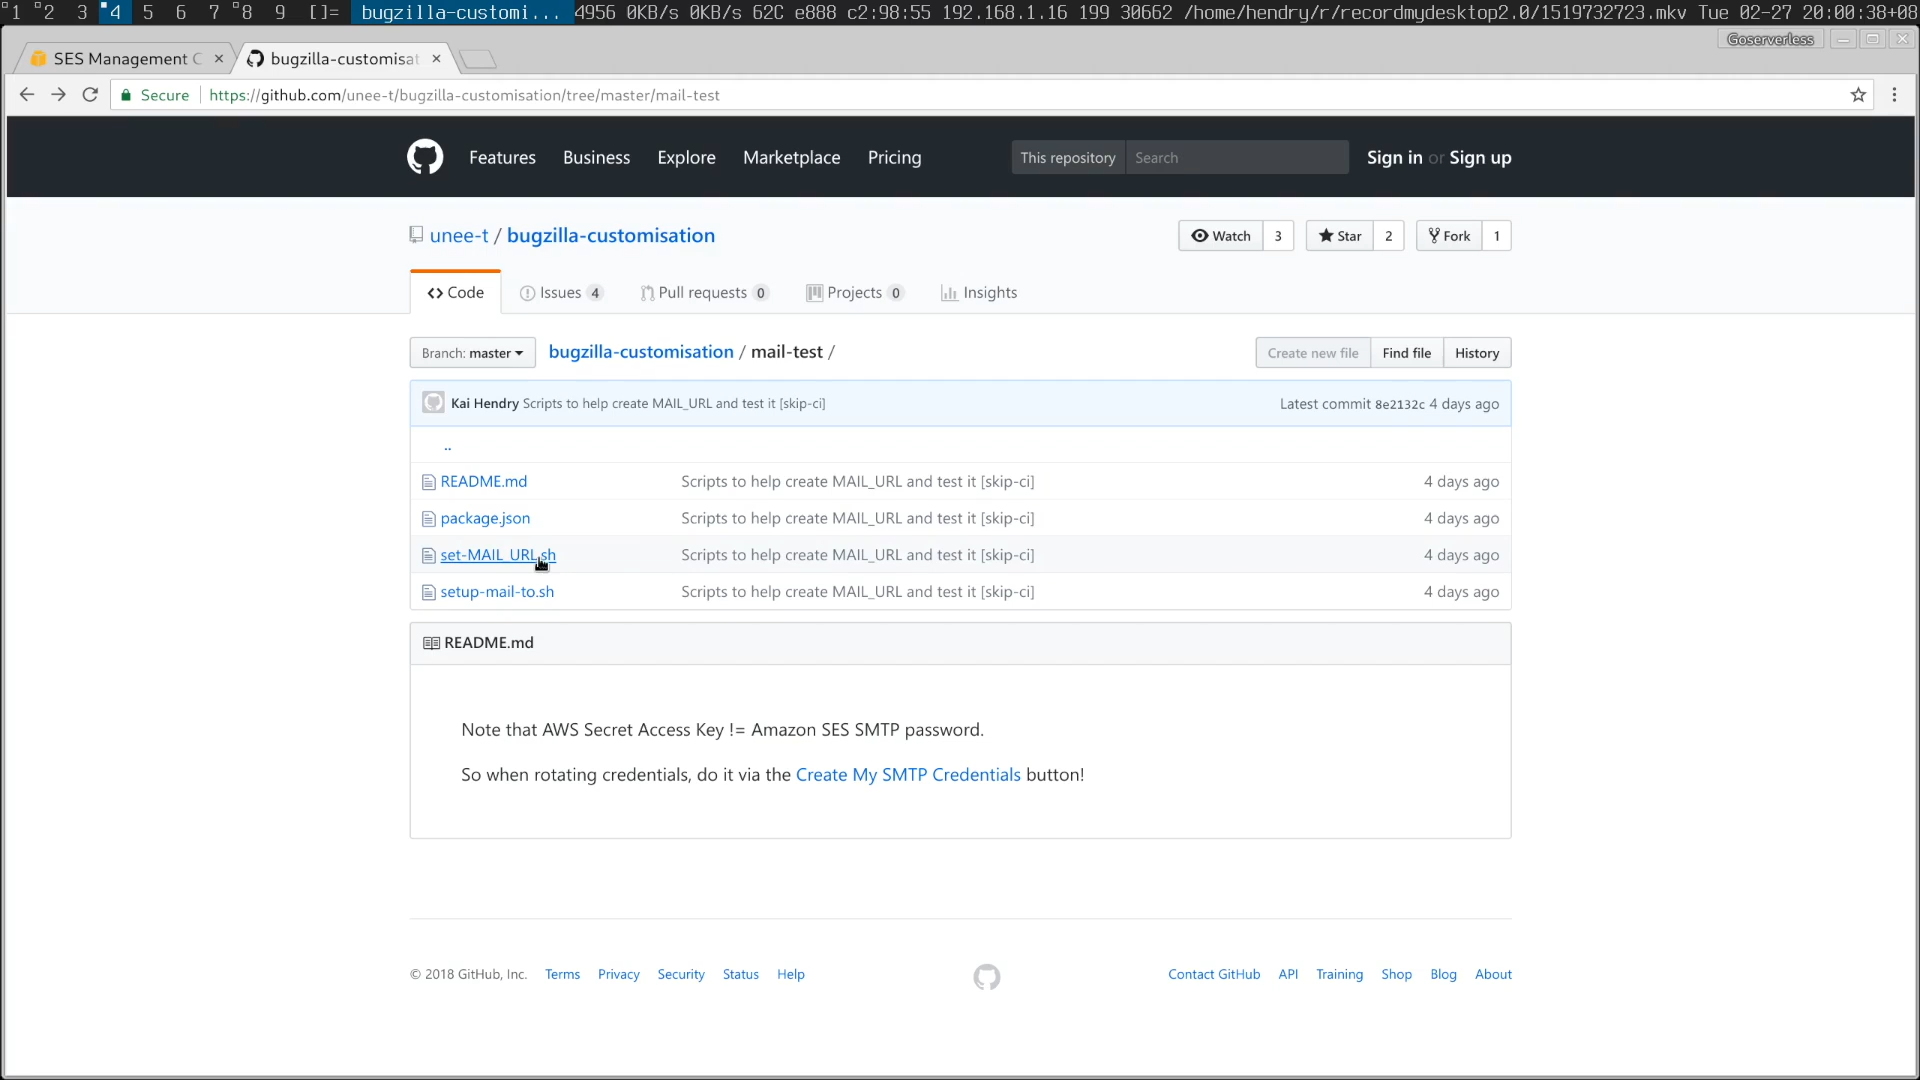 1 2 3 4 5 6 7 8 9 []= bugzilla-customi... 4956 0KB/s 0KB/s 62C e888 c2:98:55 192.168.1.16 199 30662 /home/hendry/r/recordmydesktop2.0/1519732723.mkv Tue 02-27 20:00:38+08
Goserverless
SES Management C
bugzilla-customisat
Secure https://github.com/unee-t/bugzilla-customisation/tree/master/mail-test
Features Business Explore Marketplace Pricing This repository Search Sign in or Sign up
unee-t / bugzilla-customisation Watch 3 Star 2 Fork 1
Code Issues 4 Pull requests 0 Projects 0 Insights
Branch: master bugzilla-customisation / mail-test / Create new file Find file History
Kai Hendry Scripts to help create MAIL_URL and test it [skip-ci] Latest commit 8e2132c 4 days ago
..
README.md Scripts to help create MAIL_URL and test it [skip-ci] 4 days ago
package.json Scripts to help create MAIL_URL and test it [skip-ci] 4 days ago
set-MAIL_URL.sh Scripts to help create MAIL_URL and test it [skip-ci] 4 days ago
setup-mail-to.sh Scripts to help create MAIL_URL and test it [skip-ci] 4 days ago
README.md
Note that AWS Secret Access Key != Amazon SES SMTP password.
So when rotating credentials, do it via the Create My SMTP Credentials button!
© 2018 GitHub, Inc. Terms Privacy Security Status Help Contact GitHub API Training Shop Blog About